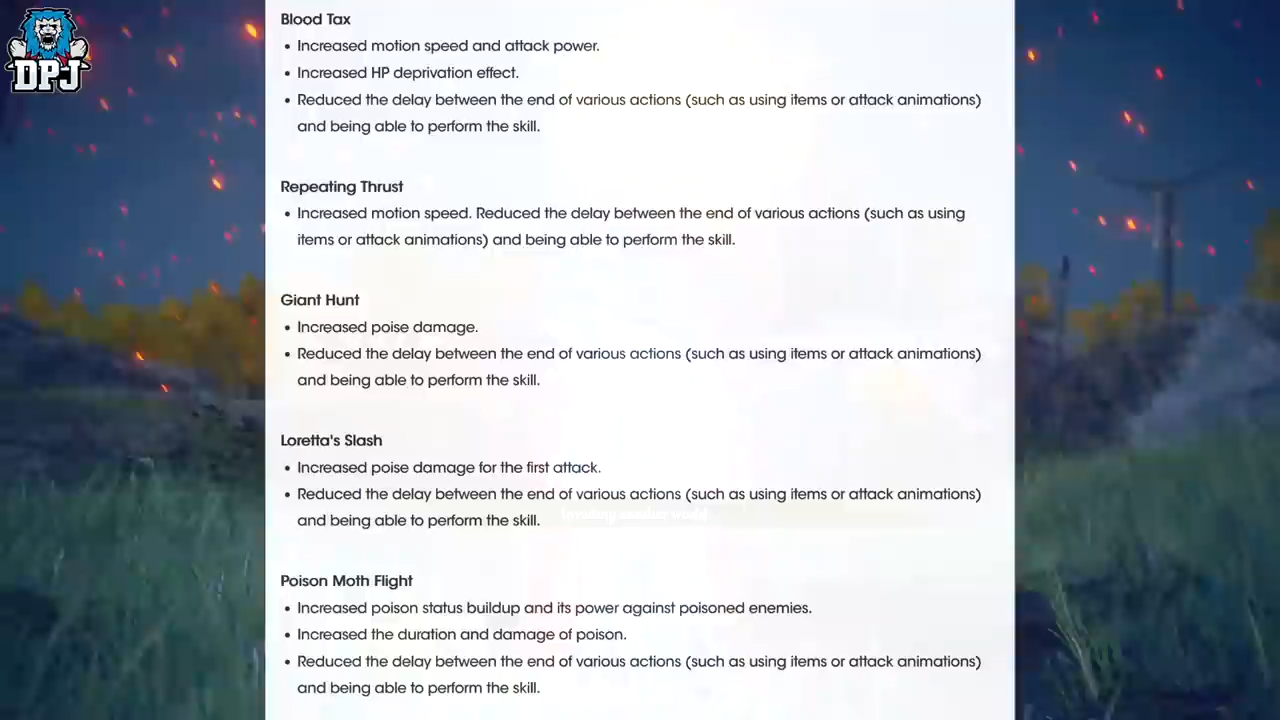 DPJ
Blood Tax
• Increased motion speed and attack power.
• Increased HP deprivation effect.
• Reduced the delay between the end of various actions (such as using items or attack animations)
and being able to perform the skill.
Repeating Thrust
• Increased motion speed. Reduced the delay between the end of various actions (such as using
items or attack animations) and being able to perform the skill.
Giant Hunt
• Increased poise damage.
• Reduced the delay between the end of various actions (such as using items or attack animations)
and being able to perform the skill.
Loretta's Slash
• Increased poise damage for the first attack.
• Reduced the delay between the end of various actions (such as using items or attack animations)
and being able to perform the skill.
Invading another world
Poison Moth Flight
• Increased poison status buildup and its power against poisoned enemies.
• Increased the duration and damage of poison.
• Reduced the delay between the end of various actions (such as using items or attack animations)
and being able to perform the skill.